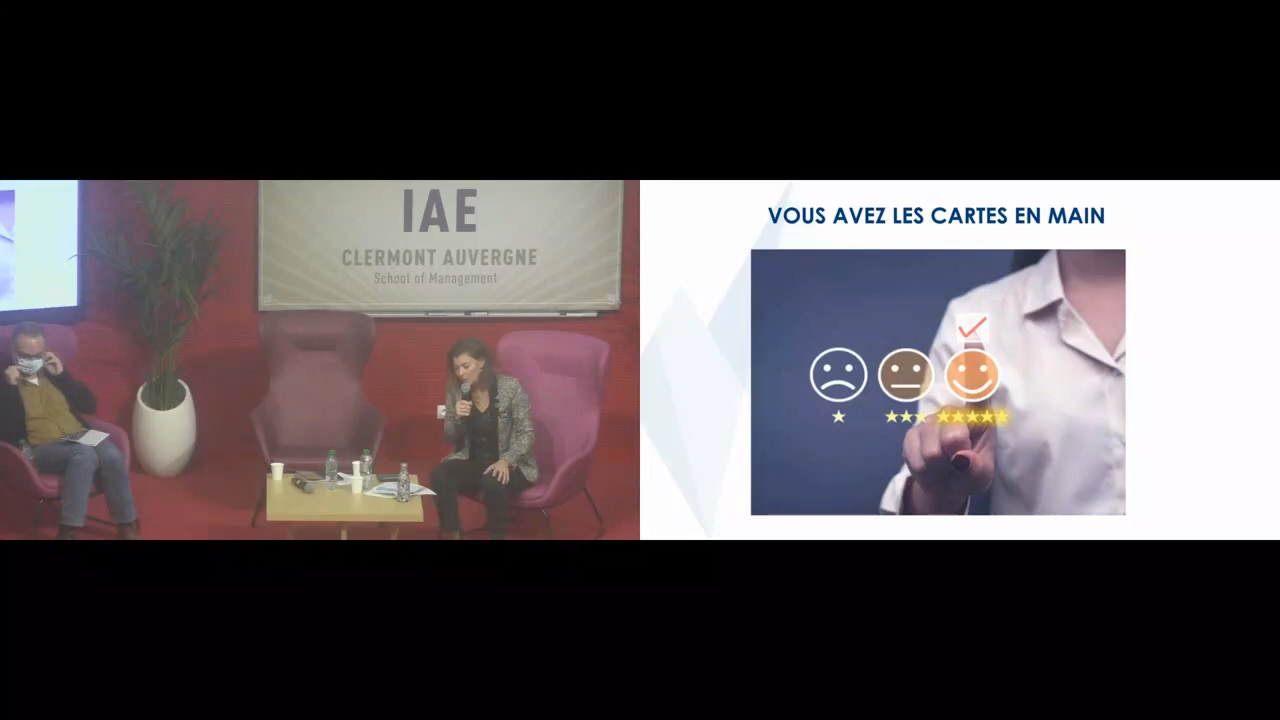 IAE
CLERMONT AUVERGNE
School of Management
VOUS AVEZ LES CARTES EN MAIN